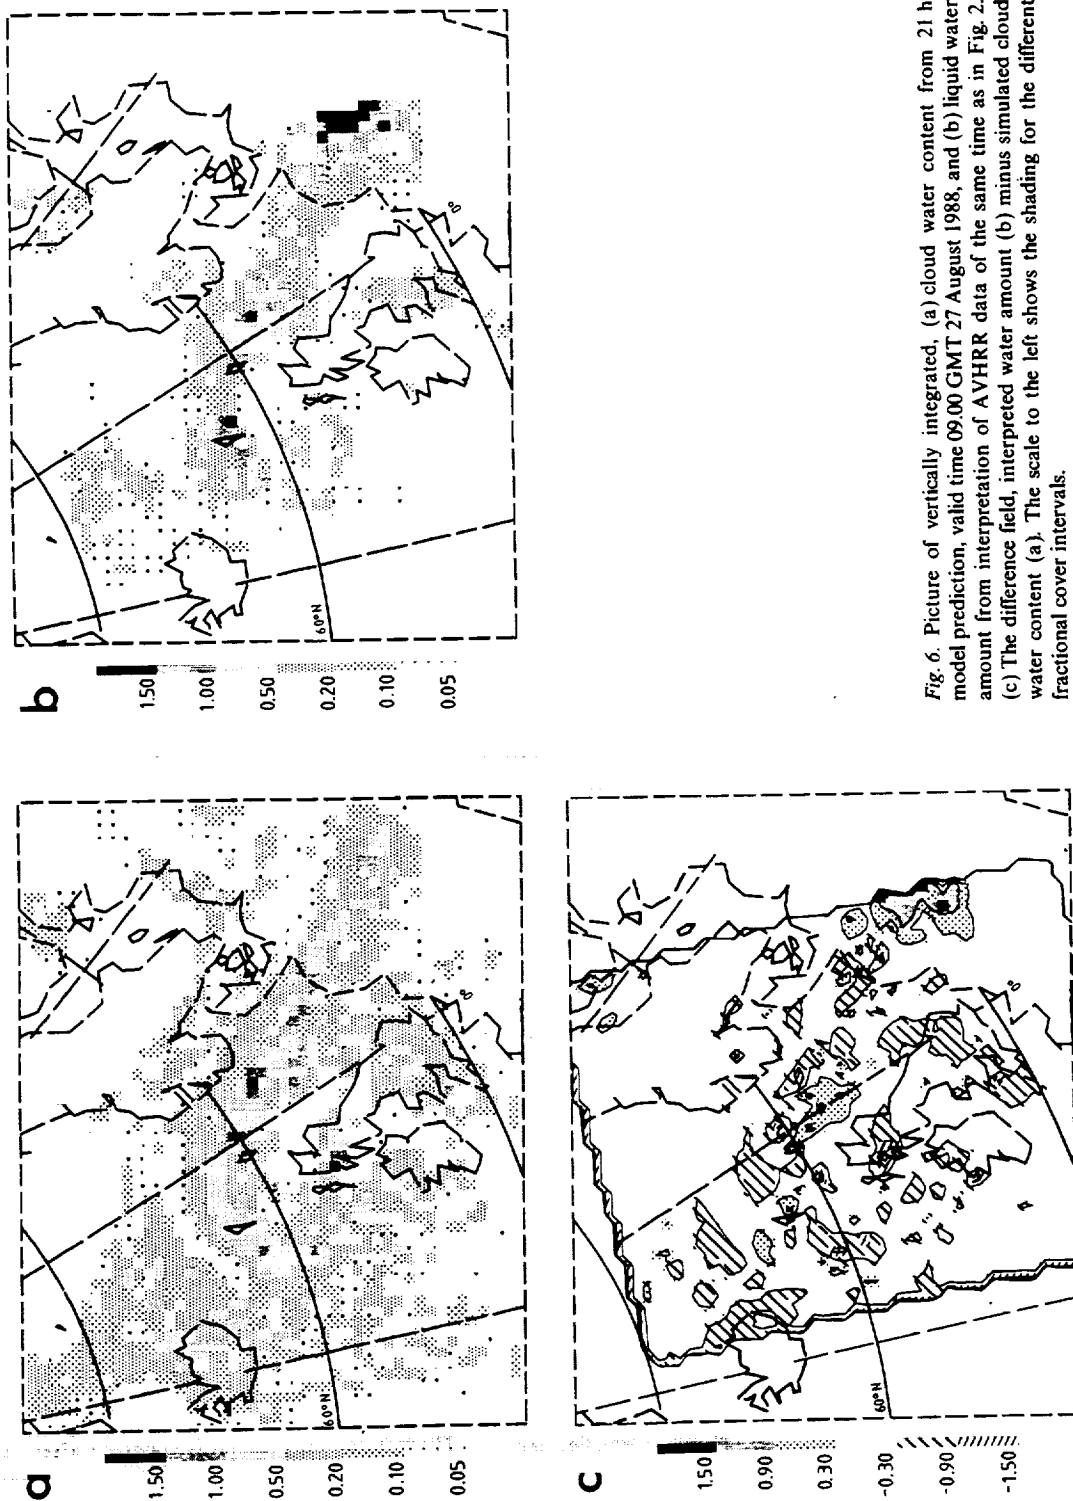 a
1.50
1.00
0.50
0.20
0.10
0.05
60°N
0
b
1.50
1.00
0.50
0.20
0.10
0.05
60°N
0
c
1.50
0.90
0.30
-0.30
-0.90
-1.50
60°N
0
Fig. 6. Picture of vertically integrated, (a) cloud water content from 21 h
model prediction, valid time 09.00 GMT 27 August 1988, and (b) liquid water
amount from interpretation of AVHRR data of the same time as in Fig. 2.
(c) The difference field, interpreted water amount (b) minus simulated cloud
water content (a). The scale to the left shows the shading for the different
fractional cover intervals.